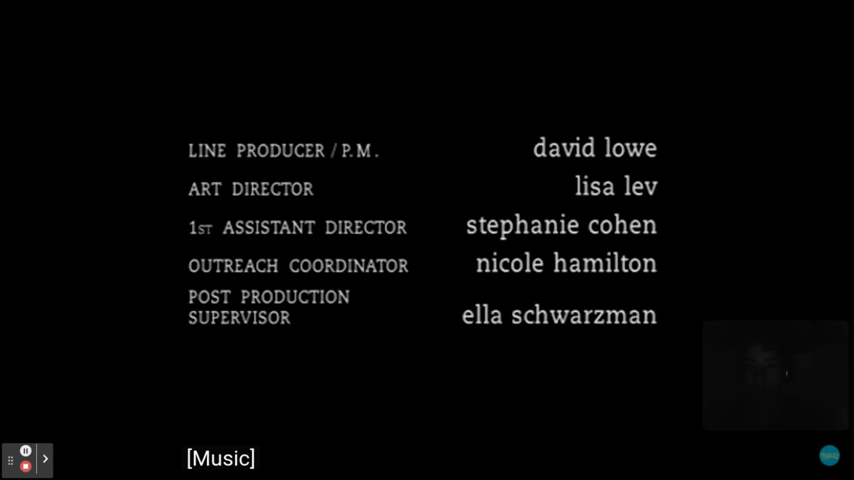 LINE PRODUCER / P.M. david lowe
ART DIRECTOR lisa lev
1ST ASSISTANT DIRECTOR stephanie cohen
OUTREACH COORDINATOR nicole hamilton
POST PRODUCTION
SUPERVISOR ella schwarzman
[Music]